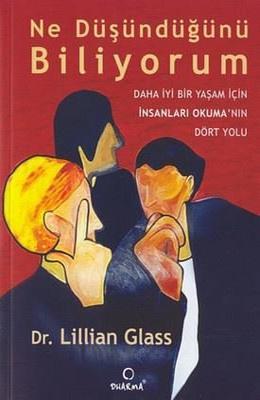 Ne Düşündüğünü
Biliyorum
DAHA İYİ BİR YAŞAM İÇİN
İNSANLARI OKUMA'NIN
DÖRT YOLU
Dr. Lillian Glass
DHARMA